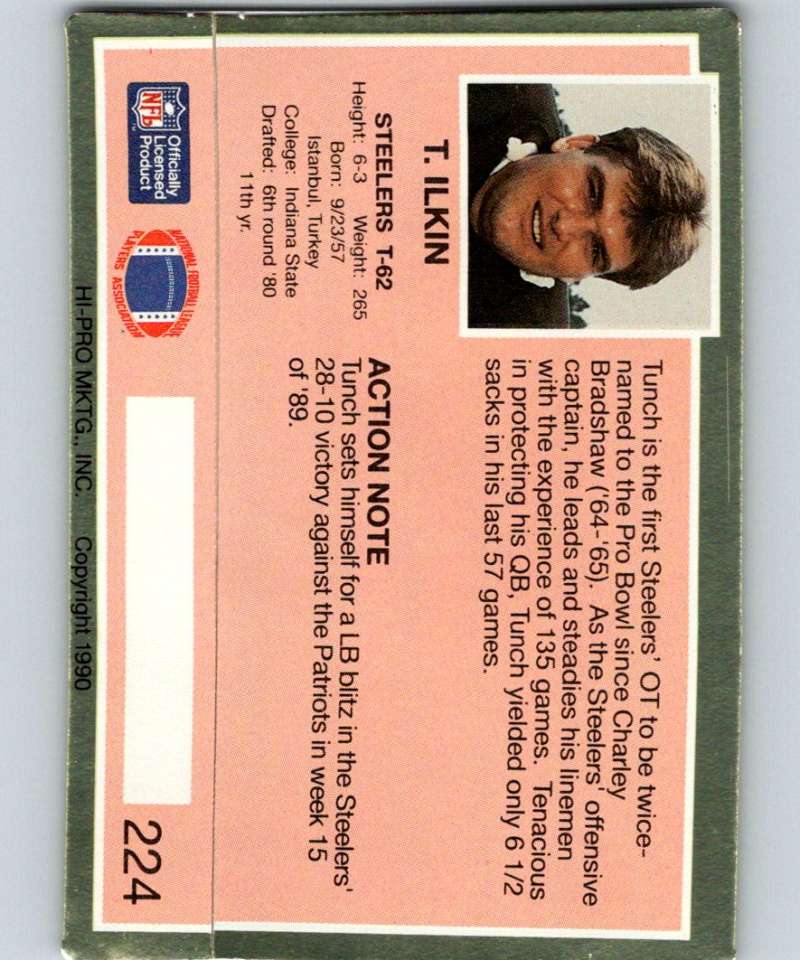 T. ILKIN
STEELERS T-62
Height: 6-3 Weight: 265
Born: 9/23/57
Istanbul, Turkey
College: Indiana State
Drafted: 6th round '80
11th yr.
Tunch is the first Steelers' OT to be twice-
named to the Pro Bowl since Charley
Bradshaw ('64-'65). As the Steelers' offensive
captain, he leads and steadies his linemen
with the experience of 135 games. Tenacious
in protecting his QB, Tunch yielded only 6 1/2
sacks in his last 57 games.
ACTION NOTE
Tunch sets himself for a LB blitz in the Steelers'
28-10 victory against the Patriots in week 15
of '89.
NFL
Officially
Licensed
Product
NATIONAL FOOTBALL LEAGUE
PLAYERS ASSOCIATION
224
HI-PRO MKTG., INC. Copyright 1990